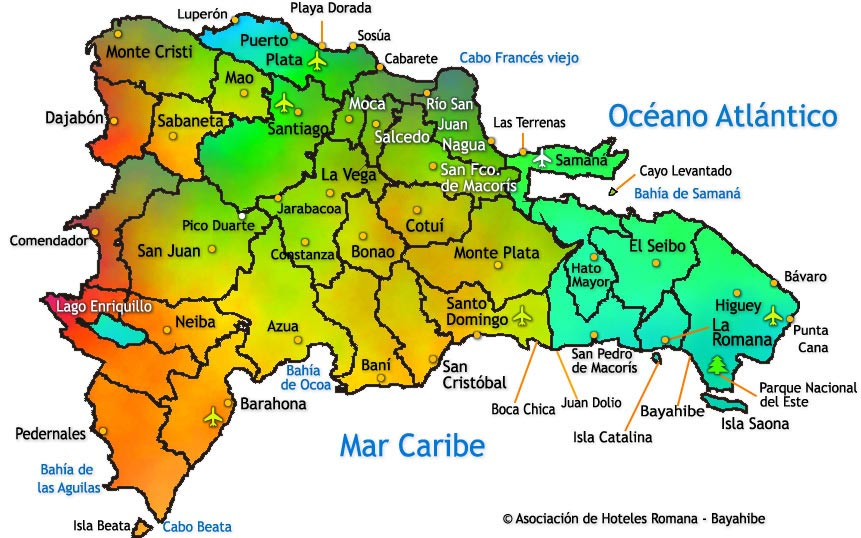 Luperón
Playa Dorada
Puerto
Plata
Sosúa
Cabarete
Monte Cristi
Cabo Francés viejo
Mao
Océano Atlántico
Dajabón
Sabaneta
Santiago
Moca
Salcedo
Río San
Juan
Nagua
Las Terrenas
Samaná
Cayo Levantado
Bahía de Samaná
San Fco.
de Macorís
La Vega
Jarabacoa
Pico Duarte
Comendador
San Juan
Constanza
Bonao
Cotuí
Monte Plata
Hato
Mayor
El Seibo
Bávaro
Higuey
Punta
Cana
La
Romana
Lago Enriquillo
Neiba
Azua
Santo
Domingo
San Pedro
de Macorís
Bahía
de Ocoa
Baní
San
Cristóbal
Boca Chica
Juan Dolio
Isla Catalina
Bayahibe
Parque Nacional
del Este
Isla Saona
Barahona
Pedernales
Mar Caribe
Bahía de
las Aguilas
Isla Beata
Cabo Beata
© Asociación de Hoteles Romana - Bayahibe